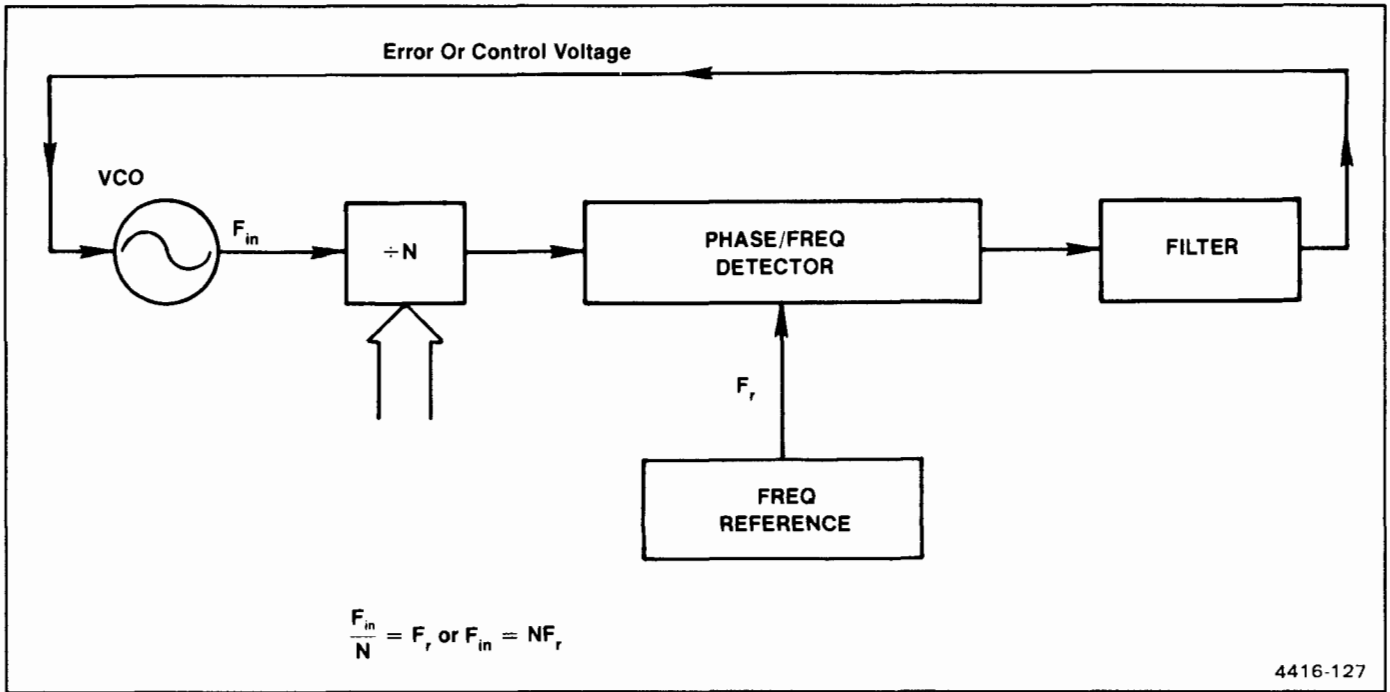 Error Or Control Voltage
VCO
F_in
÷N
PHASE/FREQ
DETECTOR
FILTER
F_r
FREQ
REFERENCE
F_in/N = F_r or F_in = NF_r
4416-127